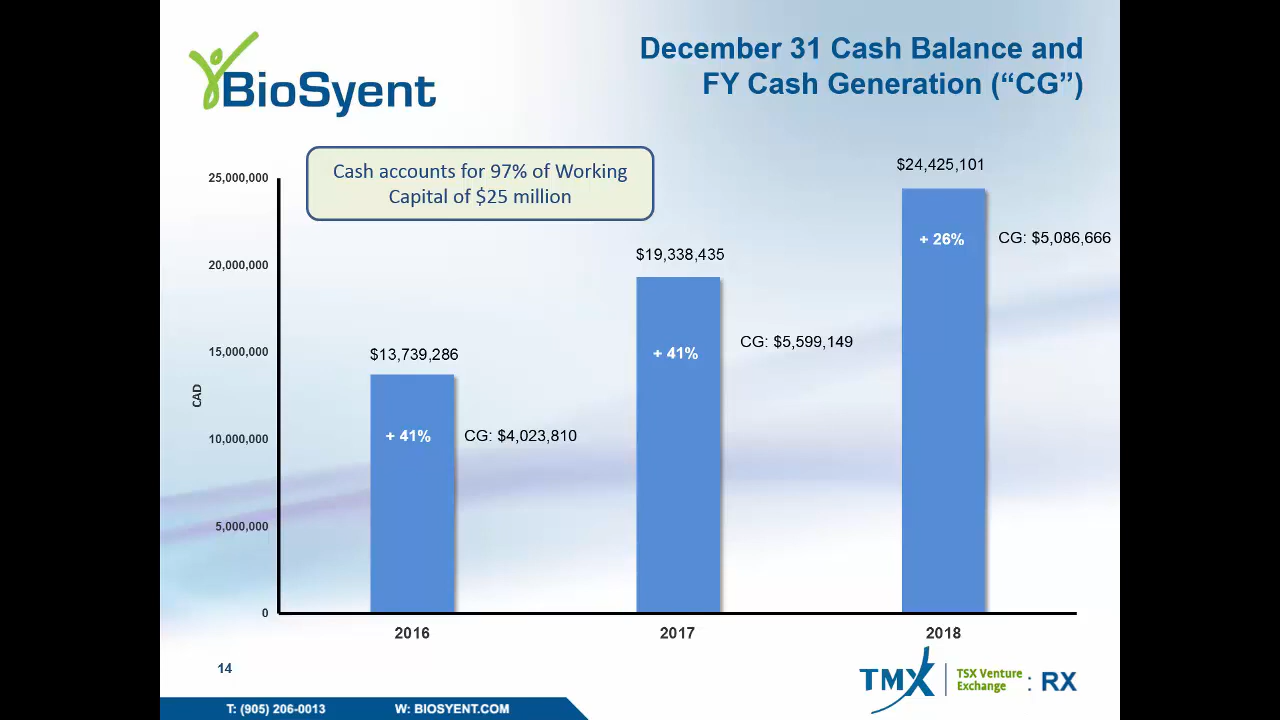 BioSyent
December 31 Cash Balance and
FY Cash Generation (“CG”)
Cash accounts for 97% of Working
Capital of $25 million
CAD
25,000,000
20,000,000
15,000,000
10,000,000
5,000,000
0
$13,739,286
+ 41%
CG: $4,023,810
$19,338,435
+ 41%
CG: $5,599,149
$24,425,101
+ 26%
CG: $5,086,666
2016
2017
2018
14
TMX
TSX Venture
Exchange
: RX
T: (905) 206-0013
W: BIOSYENT.COM